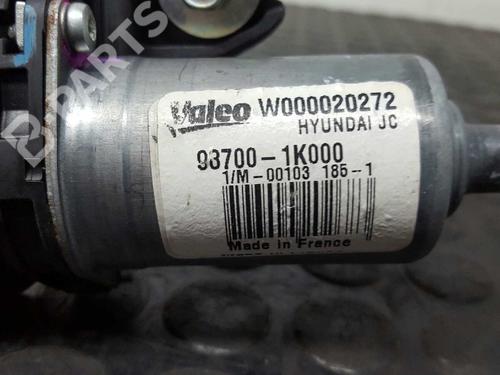 Valeo W000020272
HYUNDAI JC
98700-1K000
1/M-00103 185-1
Made in France
B-PARTS